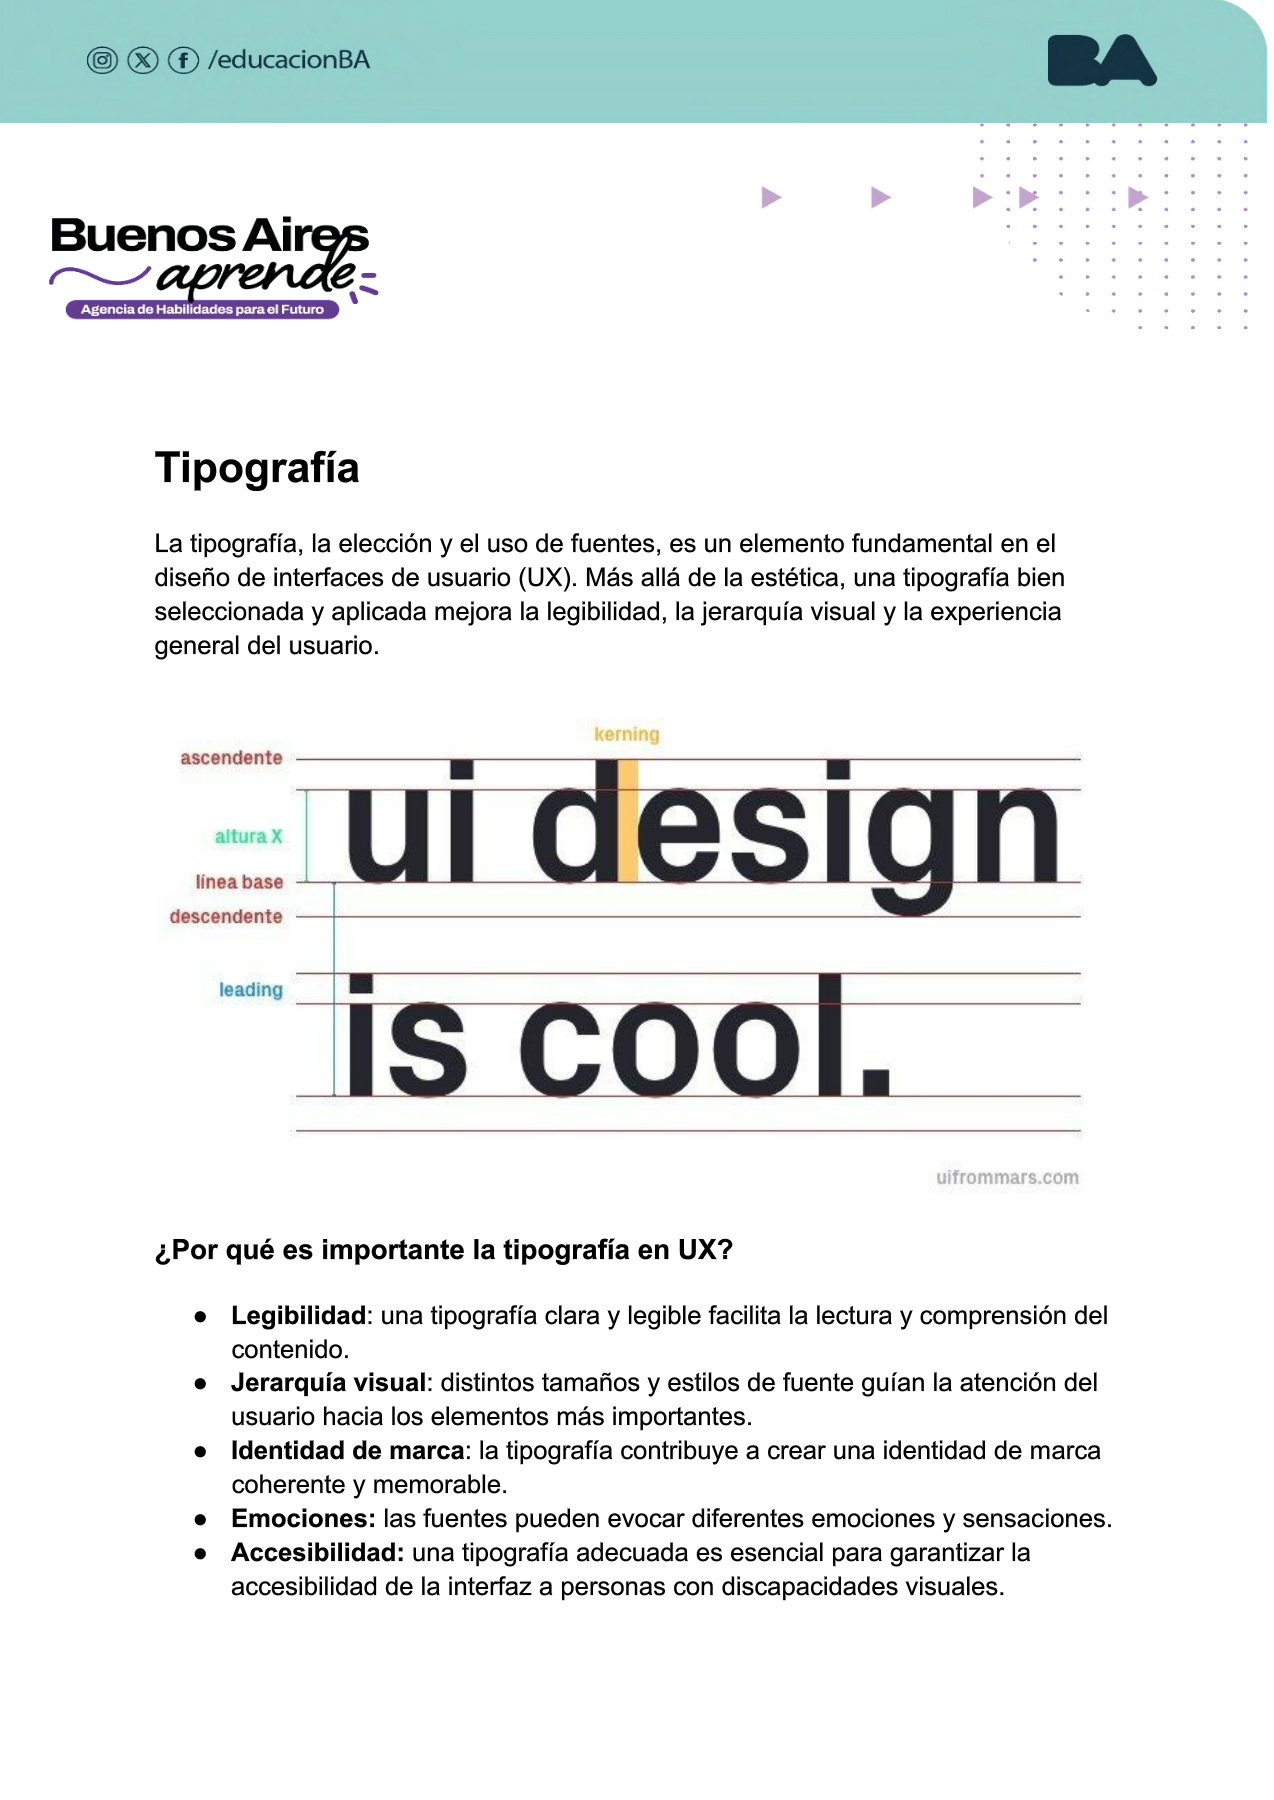 /educacionBA
BA
Buenos Aires
aprende
Agencia de Habilidades para el Futuro
Tipografía
La tipografía, la elección y el uso de fuentes, es un elemento fundamental en el
diseño de interfaces de usuario (UX). Más allá de la estética, una tipografía bien
seleccionada y aplicada mejora la legibilidad, la jerarquía visual y la experiencia
general del usuario.
kerning
ascendente
ui design
altura X
línea base
descendente
leading
is cool.
uifrommars.com
¿Por qué es importante la tipografía en UX?
● Legibilidad: una tipografía clara y legible facilita la lectura y comprensión del
contenido.
● Jerarquía visual: distintos tamaños y estilos de fuente guían la atención del
usuario hacia los elementos más importantes.
● Identidad de marca: la tipografía contribuye a crear una identidad de marca
coherente y memorable.
● Emociones: las fuentes pueden evocar diferentes emociones y sensaciones.
● Accesibilidad: una tipografía adecuada es esencial para garantizar la
accesibilidad de la interfaz a personas con discapacidades visuales.